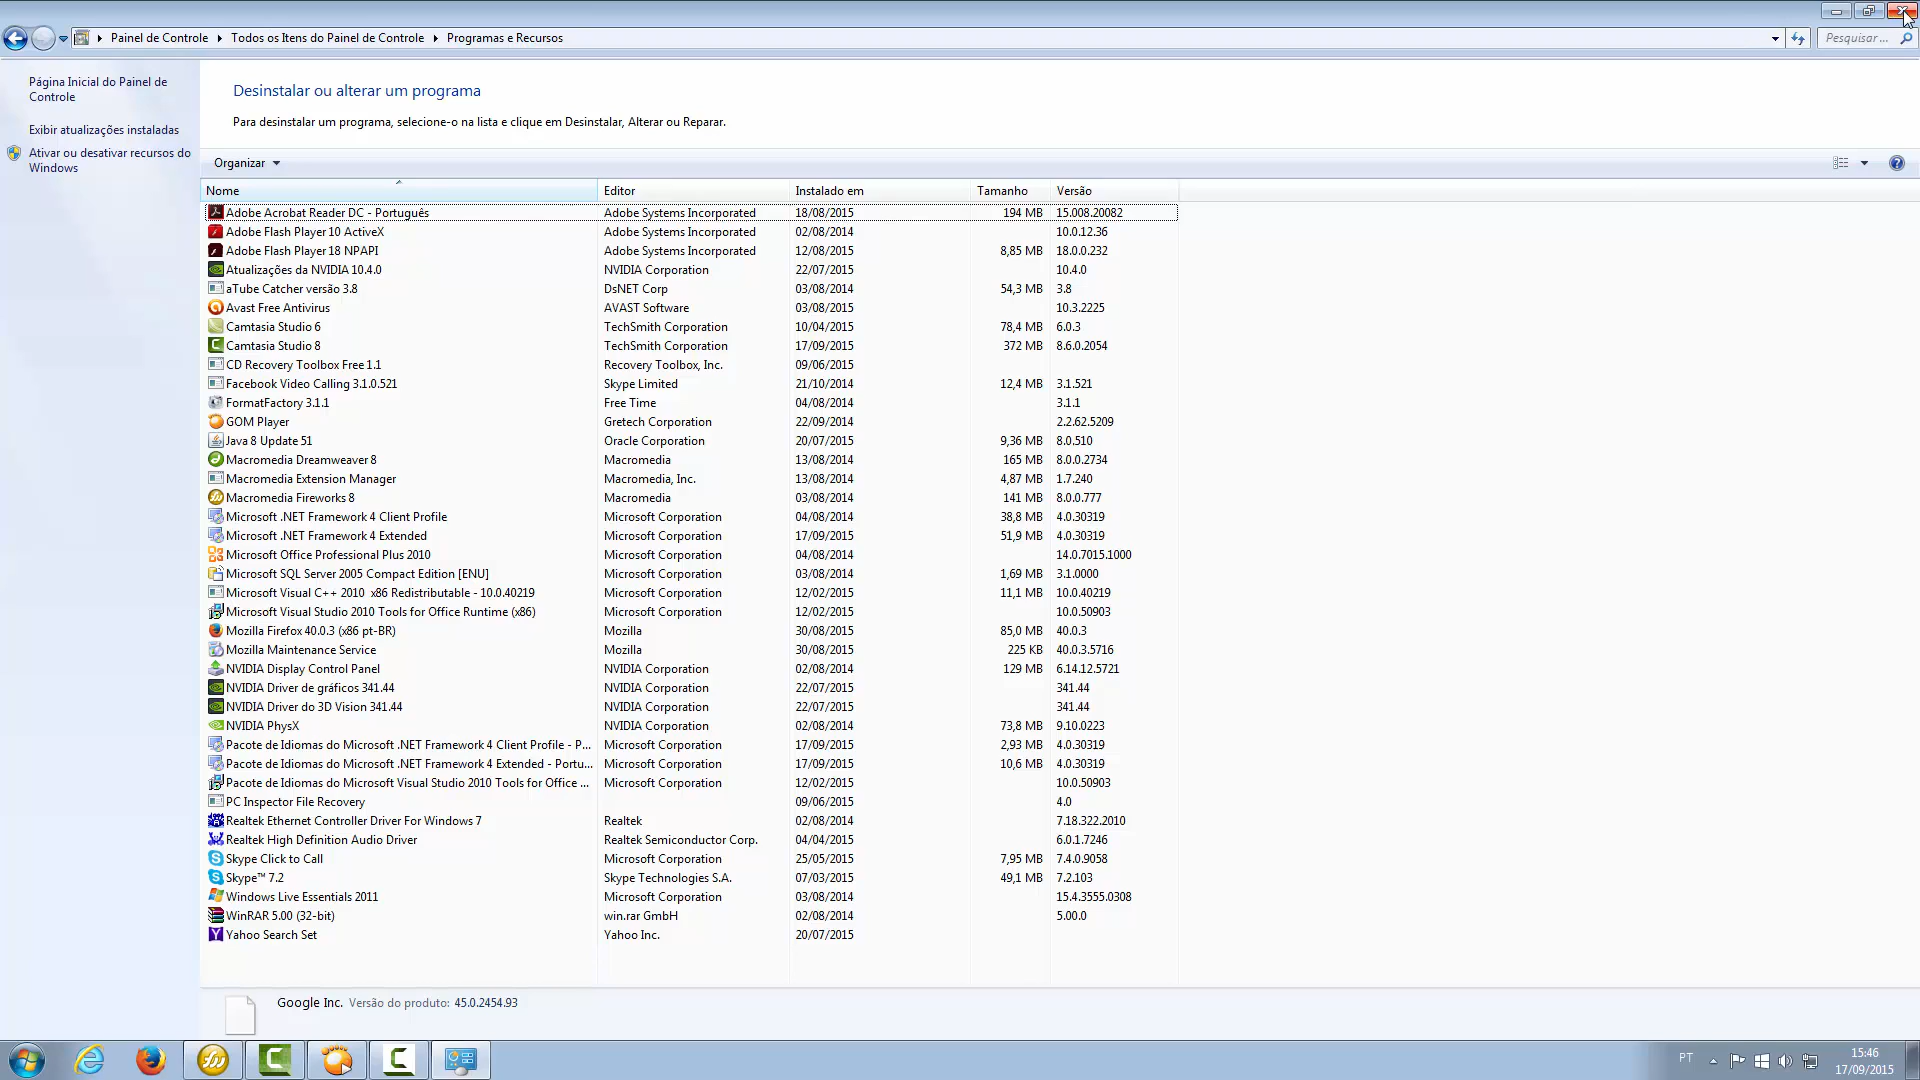 Painel de Controle ▸ Todos os Itens do Painel de Controle ▸ Programas e Recursos
Pesquisar ...
Página Inicial do Painel de
Controle
Exibir atualizações instaladas
Ativar ou desativar recursos do
Windows
Desinstalar ou alterar um programa
Para desinstalar um programa, selecione-o na lista e clique em Desinstalar, Alterar ou Reparar.
Organizar
Nome Editor Instalado em Tamanho Versão
Adobe Acrobat Reader DC - Português Adobe Systems Incorporated 18/08/2015 194 MB 15.008.20082
Adobe Flash Player 10 ActiveX Adobe Systems Incorporated 02/08/2014 10.0.12.36
Adobe Flash Player 18 NPAPI Adobe Systems Incorporated 12/08/2015 8,85 MB 18.0.0.232
Atualizações da NVIDIA 10.4.0 NVIDIA Corporation 22/07/2015 10.4.0
aTube Catcher versão 3.8 DsNET Corp 03/08/2014 54,3 MB 3.8
Avast Free Antivirus AVAST Software 03/08/2015 10.3.2225
Camtasia Studio 6 TechSmith Corporation 10/04/2015 78,4 MB 6.0.3
Camtasia Studio 8 TechSmith Corporation 17/09/2015 372 MB 8.6.0.2054
CD Recovery Toolbox Free 1.1 Recovery Toolbox, Inc. 09/06/2015
Facebook Video Calling 3.1.0.521 Skype Limited 21/10/2014 12,4 MB 3.1.521
FormatFactory 3.1.1 Free Time 04/08/2014 3.1.1
GOM Player Gretech Corporation 22/09/2014 2.2.62.5209
Java 8 Update 51 Oracle Corporation 20/07/2015 9,36 MB 8.0.510
Macromedia Dreamweaver 8 Macromedia 13/08/2014 165 MB 8.0.0.2734
Macromedia Extension Manager Macromedia, Inc. 13/08/2014 4,87 MB 1.7.240
Macromedia Fireworks 8 Macromedia 03/08/2014 141 MB 8.0.0.777
Microsoft .NET Framework 4 Client Profile Microsoft Corporation 04/08/2014 38,8 MB 4.0.30319
Microsoft .NET Framework 4 Extended Microsoft Corporation 17/09/2015 51,9 MB 4.0.30319
Microsoft Office Professional Plus 2010 Microsoft Corporation 04/08/2014 14.0.7015.1000
Microsoft SQL Server 2005 Compact Edition [ENU] Microsoft Corporation 03/08/2014 1,69 MB 3.1.0000
Microsoft Visual C++ 2010 x86 Redistributable - 10.0.40219 Microsoft Corporation 12/02/2015 11,1 MB 10.0.40219
Microsoft Visual Studio 2010 Tools for Office Runtime (x86) Microsoft Corporation 12/02/2015 10.0.50903
Mozilla Firefox 40.0.3 (x86 pt-BR) Mozilla 30/08/2015 85,0 MB 40.0.3
Mozilla Maintenance Service Mozilla 30/08/2015 225 KB 40.0.3.5716
NVIDIA Display Control Panel NVIDIA Corporation 02/08/2014 129 MB 6.14.12.5721
NVIDIA Driver de gráficos 341.44 NVIDIA Corporation 22/07/2015 341.44
NVIDIA Driver do 3D Vision 341.44 NVIDIA Corporation 22/07/2015 341.44
NVIDIA PhysX NVIDIA Corporation 02/08/2014 73,8 MB 9.10.0223
Pacote de Idiomas do Microsoft .NET Framework 4 Client Profile - P... Microsoft Corporation 17/09/2015 2,93 MB 4.0.30319
Pacote de Idiomas do Microsoft .NET Framework 4 Extended - Portu... Microsoft Corporation 17/09/2015 10,6 MB 4.0.30319
Pacote de Idiomas do Microsoft Visual Studio 2010 Tools for Office ... Microsoft Corporation 12/02/2015 10.0.50903
PC Inspector File Recovery 09/06/2015 4.0
Realtek Ethernet Controller Driver For Windows 7 Realtek 02/08/2014 7.18.322.2010
Realtek High Definition Audio Driver Realtek Semiconductor Corp. 04/04/2015 6.0.1.7246
Skype Click to Call Microsoft Corporation 25/05/2015 7,95 MB 7.4.0.9058
Skype™ 7.2 Skype Technologies S.A. 07/03/2015 49,1 MB 7.2.103
Windows Live Essentials 2011 Microsoft Corporation 03/08/2014 15.4.3555.0308
WinRAR 5.00 (32-bit) win.rar GmbH 02/08/2014 5.00.0
Yahoo Search Set Yahoo Inc. 20/07/2015
Google Inc. Versão do produto: 45.0.2454.93
PT
15:46
17/09/2015